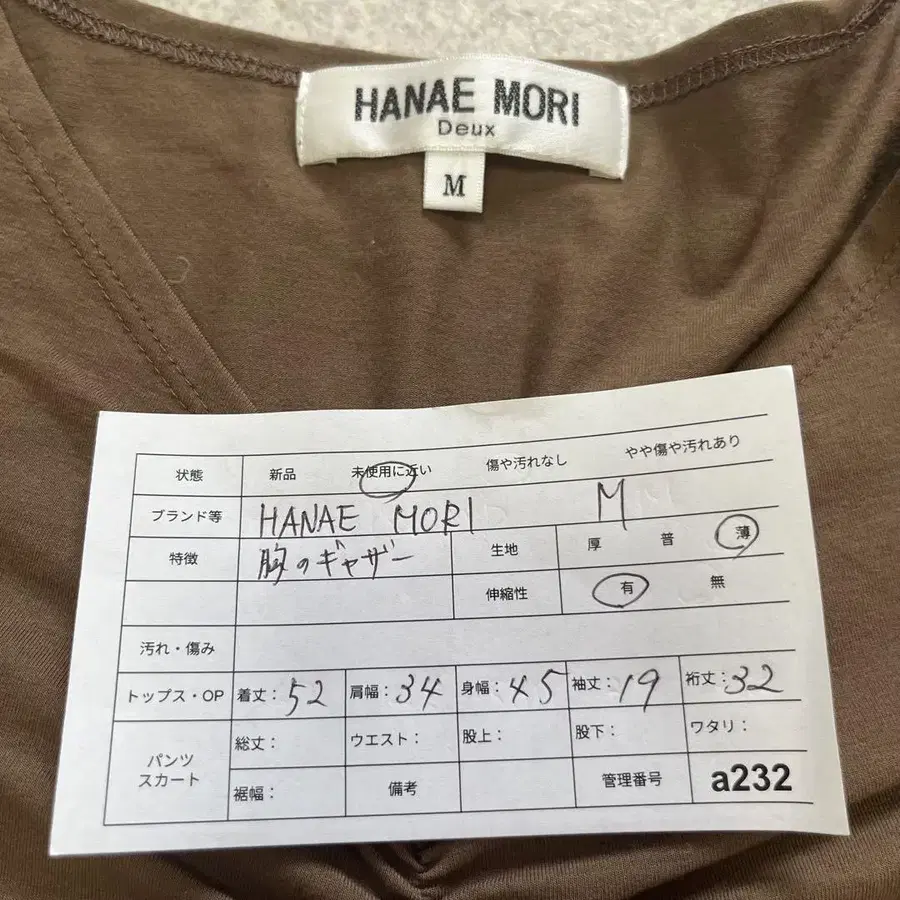 HANAE MORI
Deux
M
状態 新品 未使用に近い 傷や汚れなし やや傷や汚れあり
ブランド等 HANAE MORI M
特徴 胸のギャザー 生地 厚 普 薄
伸縮性 有 無
汚れ・傷み
トップス・OP 着丈：52 肩幅：34 身幅：45 袖丈：19 裄丈：32
パンツ スカート 総丈： ウエスト： 股上： 股下： ワタリ：
裾幅： 備考 管理番号 a232